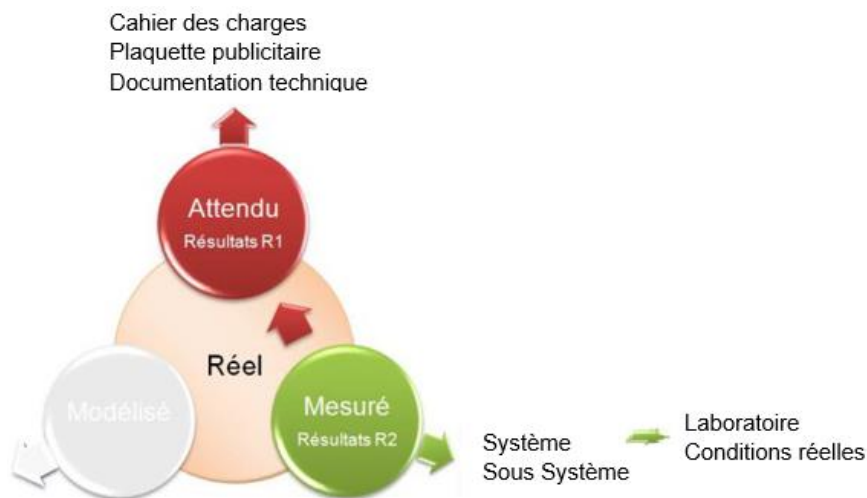 Cahier des charges
Plaquette publicitaire
Documentation technique
Attendu
Résultats R1
Réel
Modélisé
Mesuré
Résultats R2
Système
Sous Système
Laboratoire
Conditions réelles